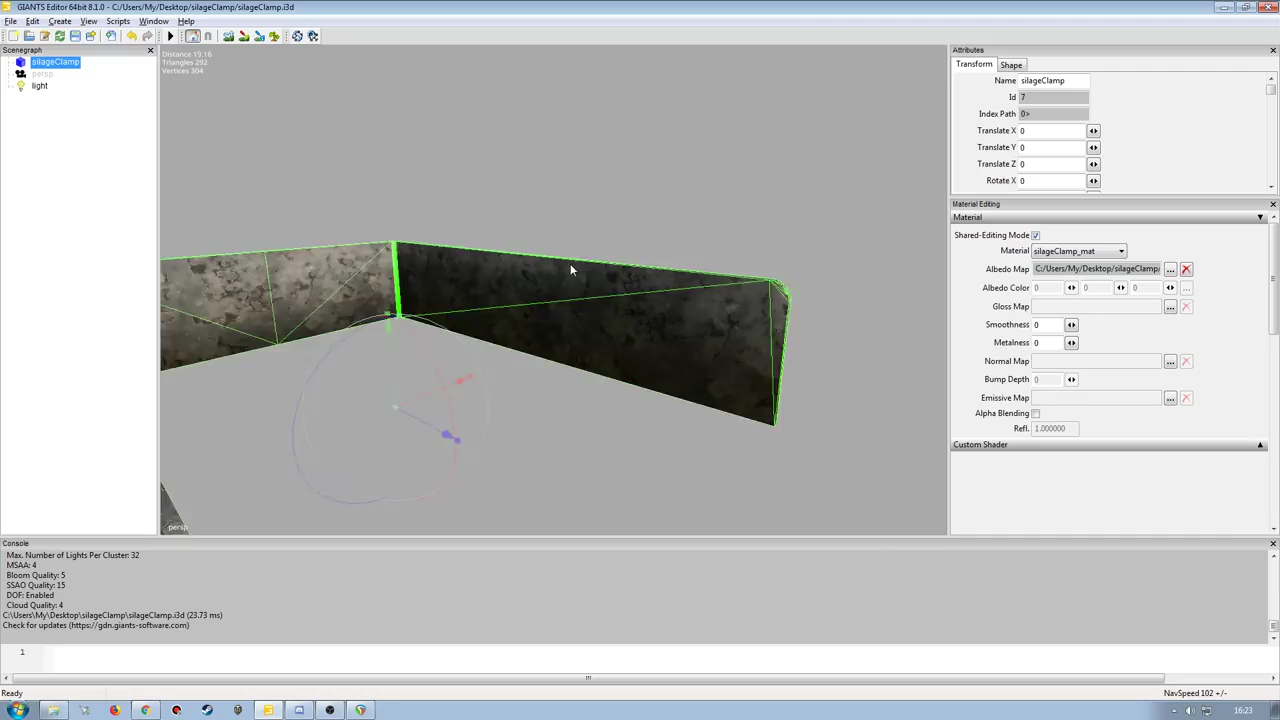 GIANTS Editor 64bit 8.1.0 - C:/Users/My/Desktop/silageClamp/silageClamp.i3d
File Edit Create View Scripts Window Help
Scenegraph
silageClamp
persp
light
Distance 19.16
Triangles 292
Vertices 304
persp
Attributes
Transform Shape
Name silageClamp
Id 7
Index Path 0>
Translate X 0
Translate Y 0
Translate Z 0
Rotate X 0
Material Editing
Material
Shared-Editing Mode
Material silageClamp_mat
Albedo Map C:/Users/My/Desktop/silageClamp/ ...
Albedo Color 0 0 0 ...
Gloss Map ...
Smoothness 0
Metalness 0
Normal Map ...
Bump Depth 0
Emissive Map ...
Alpha Blending
Refl. 1.000000
Custom Shader
Console
Max. Number of Lights Per Cluster: 32
MSAA: 4
Bloom Quality: 5
SSAO Quality: 15
DOF: Enabled
Cloud Quality: 4
C:\Users\My\Desktop\silageClamp\silageClamp.i3d (23.73 ms)
Check for updates (https://gdn.giants-software.com)
1
Ready
NavSpeed 102 +/-
16:23